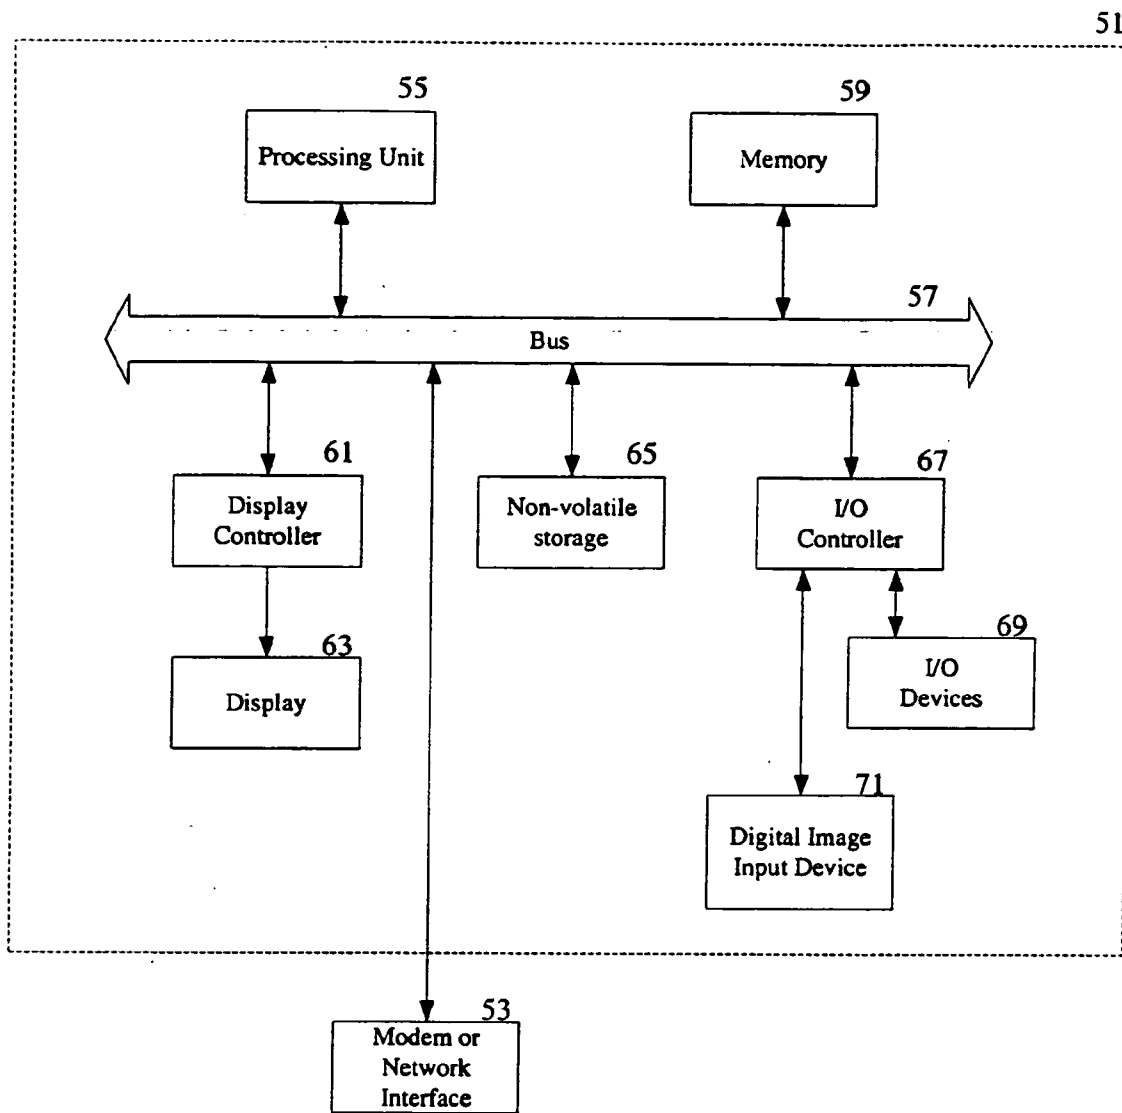 51
55
Processing Unit
59
Memory
57
Bus
61
Display
Controller
65
Non-volatile
storage
67
I/O
Controller
63
Display
69
I/O
Devices
71
Digital Image
Input Device
53
Modem or
Network
Interface